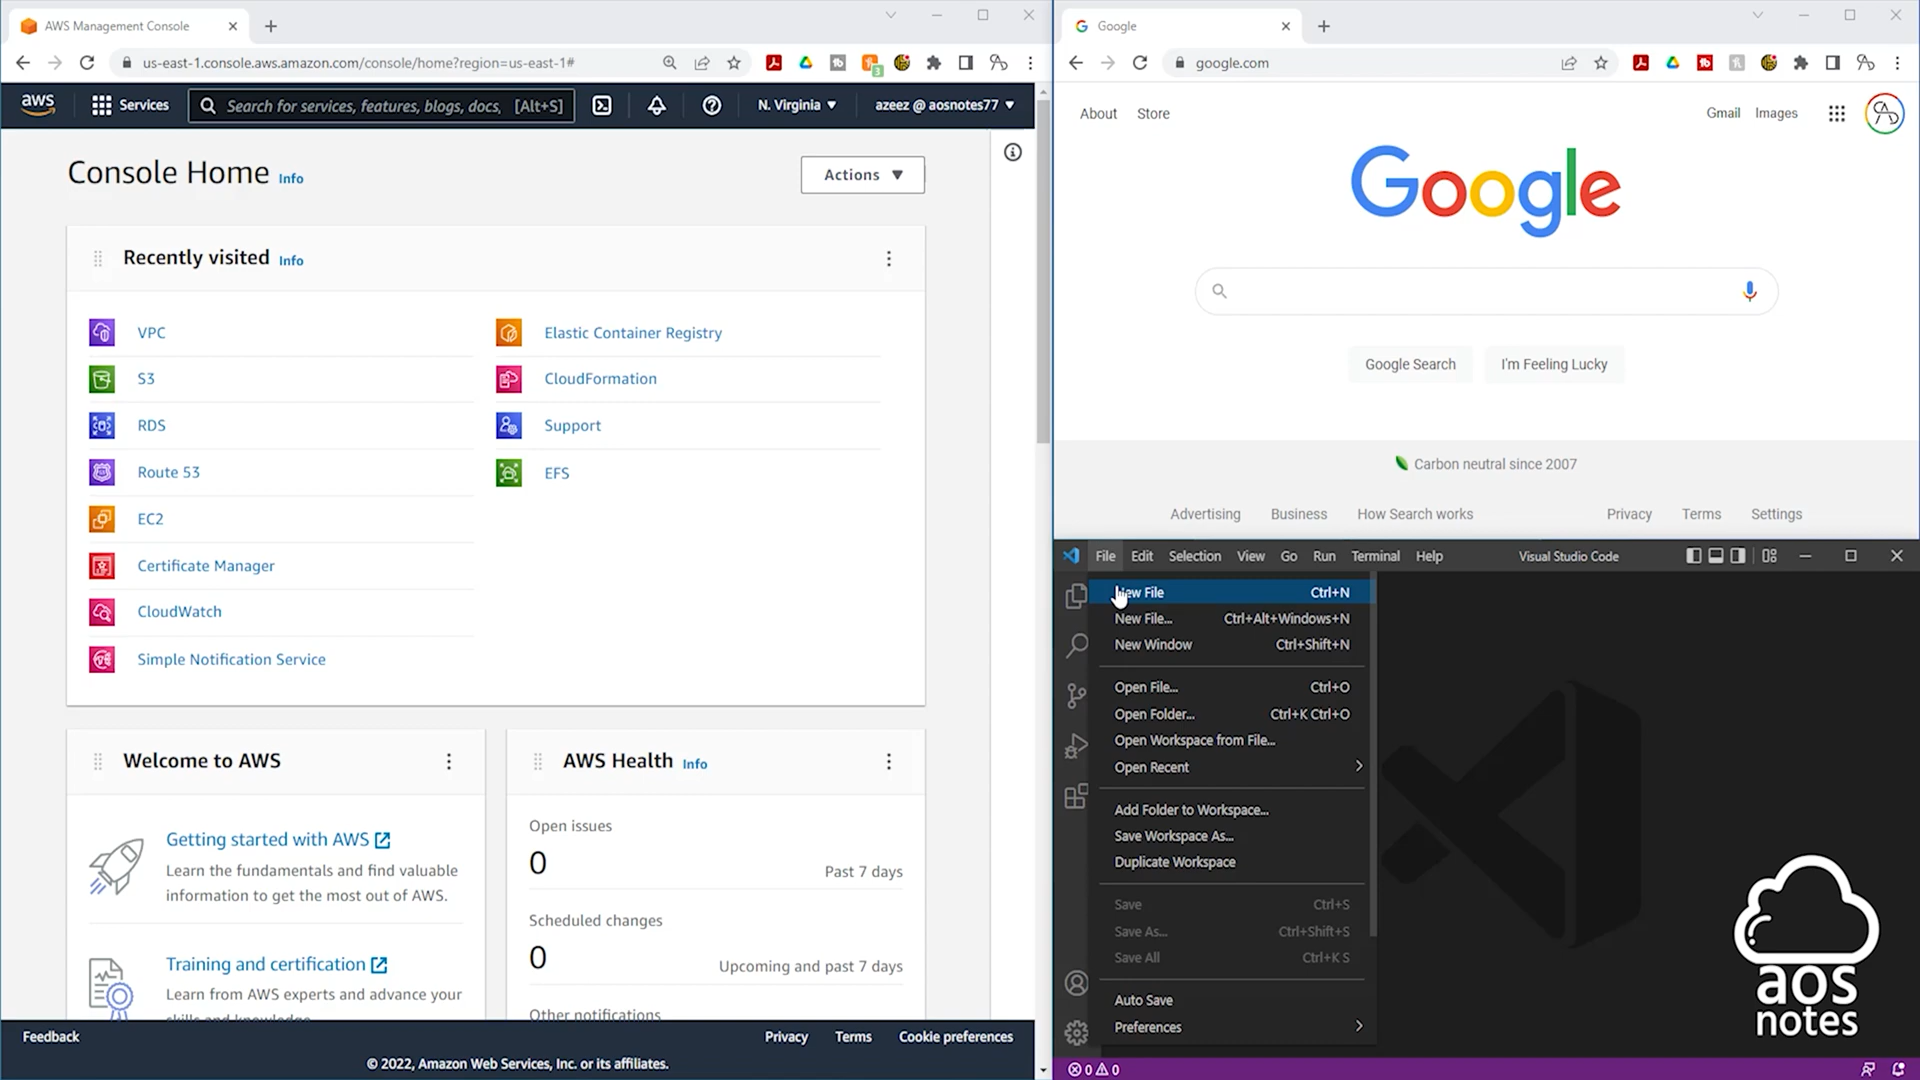 AWS Management Console
us-east-1.console.aws.amazon.com/console/home?region=us-east-1#
3
aws
Services
Search for services, features, blogs, docs,
[Alt+S]
N. Virginia
azeez @ aosnotes77
Console Home Info
Actions
Recently visited Info
VPC
S3
RDS
Route 53
EC2
Certificate Manager
CloudWatch
Simple Notification Service
Elastic Container Registry
CloudFormation
Support
EFS
Welcome to AWS
Getting started with AWS
Learn the fundamentals and find valuable
information to get the most out of AWS.
Training and certification
Learn from AWS experts and advance your
skills and knowledge.
AWS Health Info
Open issues
0
Past 7 days
Scheduled changes
0
Upcoming and past 7 days
Other notifications
Feedback
Privacy
Terms
Cookie preferences
© 2022, Amazon Web Services, Inc. or its affiliates.
Google
google.com
About
Store
Gmail
Images
Google
Google Search
I'm Feeling Lucky
Carbon neutral since 2007
Advertising
Business
How Search works
Privacy
Terms
Settings
File Edit Selection View Go Run Terminal Help
Visual Studio Code
New File Ctrl+N
New File... Ctrl+Alt+Windows+N
New Window Ctrl+Shift+N
Open File... Ctrl+O
Open Folder... Ctrl+K Ctrl+O
Open Workspace from File...
Open Recent
Add Folder to Workspace...
Save Workspace As...
Duplicate Workspace
Save Ctrl+S
Save As... Ctrl+Shift+S
Save All Ctrl+K S
Auto Save
Preferences
0 0
aos
notes